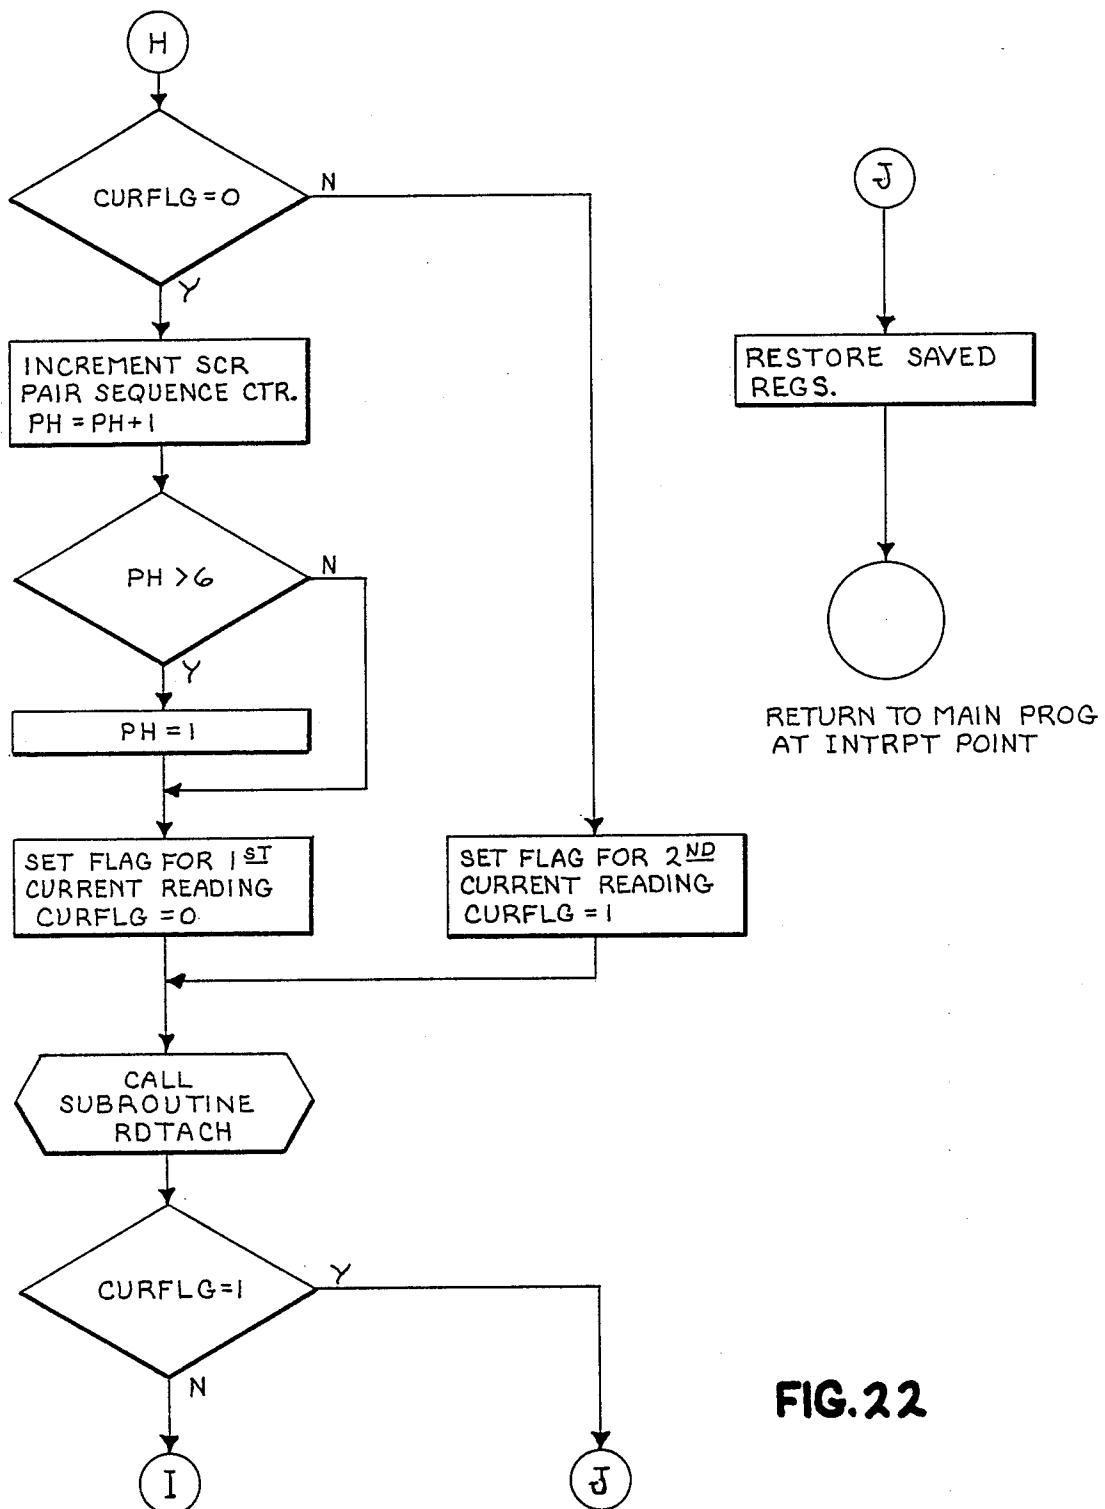 H
CURFLG=0
N
Y
INCREMENT SCR
PAIR SEQUENCE CTR.
PH=PH+1
PH>6
N
Y
PH=1
SET FLAG FOR 1ST
CURRENT READING
CURFLG=0
SET FLAG FOR 2ND
CURRENT READING
CURFLG=1
CALL
SUBROUTINE
RDTACH
CURFLG=1
Y
N
I
J
J
RESTORE SAVED
REGS.
RETURN TO MAIN PROG
AT INTRPT POINT
FIG.22